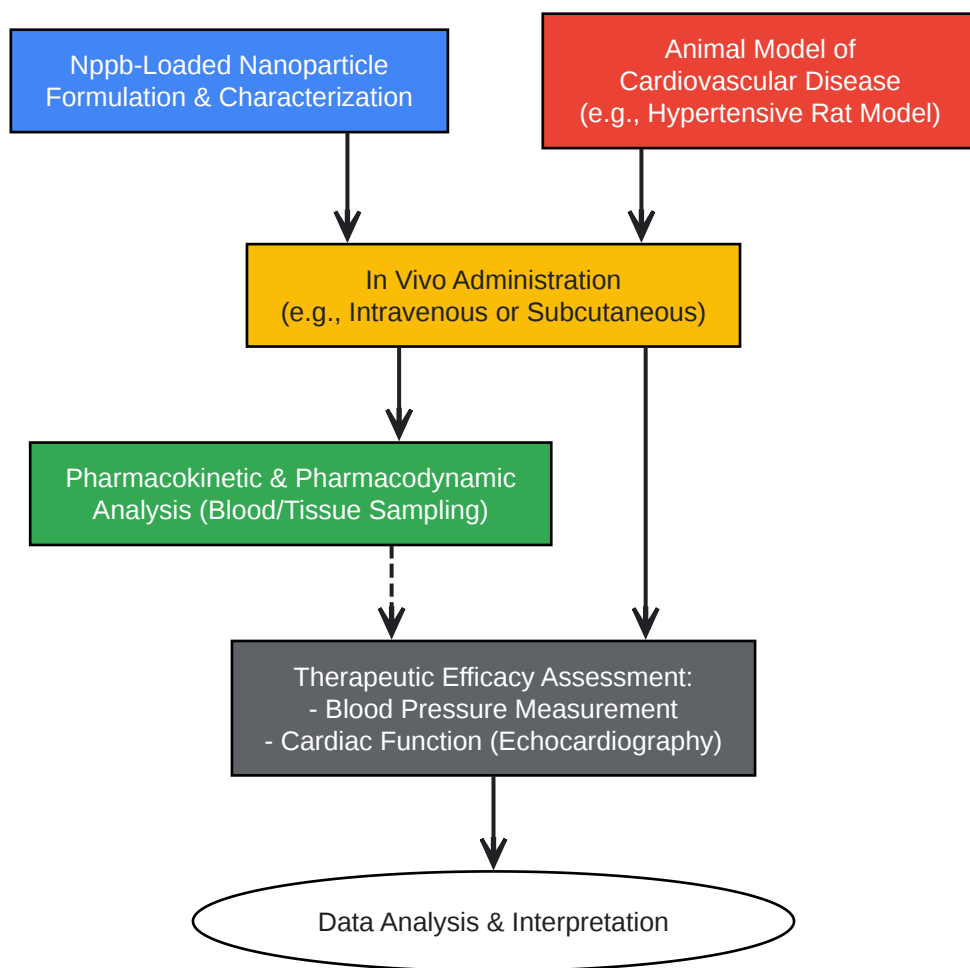 Nppb-Loaded Nanoparticle
Formulation & Characterization
Animal Model of
Cardiovascular Disease
(e.g., Hypertensive Rat Model)
In Vivo Administration
(e.g., Intravenous or Subcutaneous)
Pharmacokinetic & Pharmacodynamic
Analysis (Blood/Tissue Sampling)
Therapeutic Efficacy Assessment:
- Blood Pressure Measurement
- Cardiac Function (Echocardiography)
Data Analysis & Interpretation